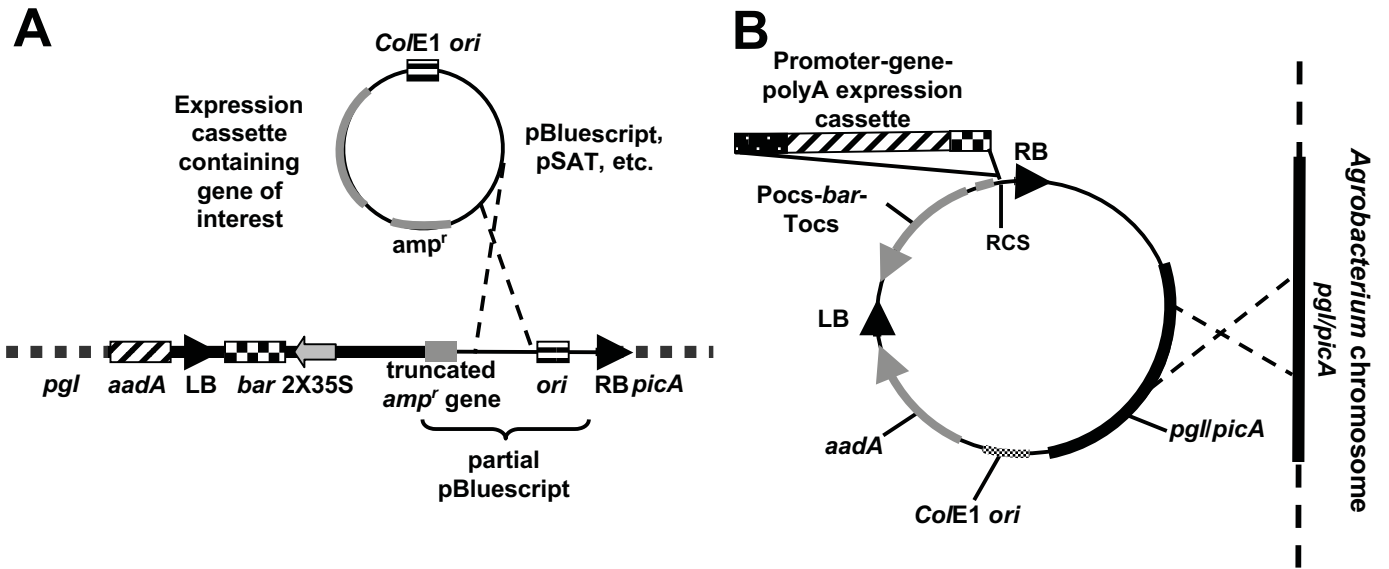 A
ColE1 ori
Expression
cassette
containing
gene of
interest
pBluescript,
pSAT, etc.
ampr
pgl
aadA
LB
bar
2X35S
truncated
ampr gene
ori
RB
picA
partial
pBluescript
B
Promoter-gene-
polyA expression
cassette
RB
Pocs-bar-
Tocs
RCS
LB
aadA
pgl/picA
ColE1 ori
pgl/picA
Agrobacterium chromosome